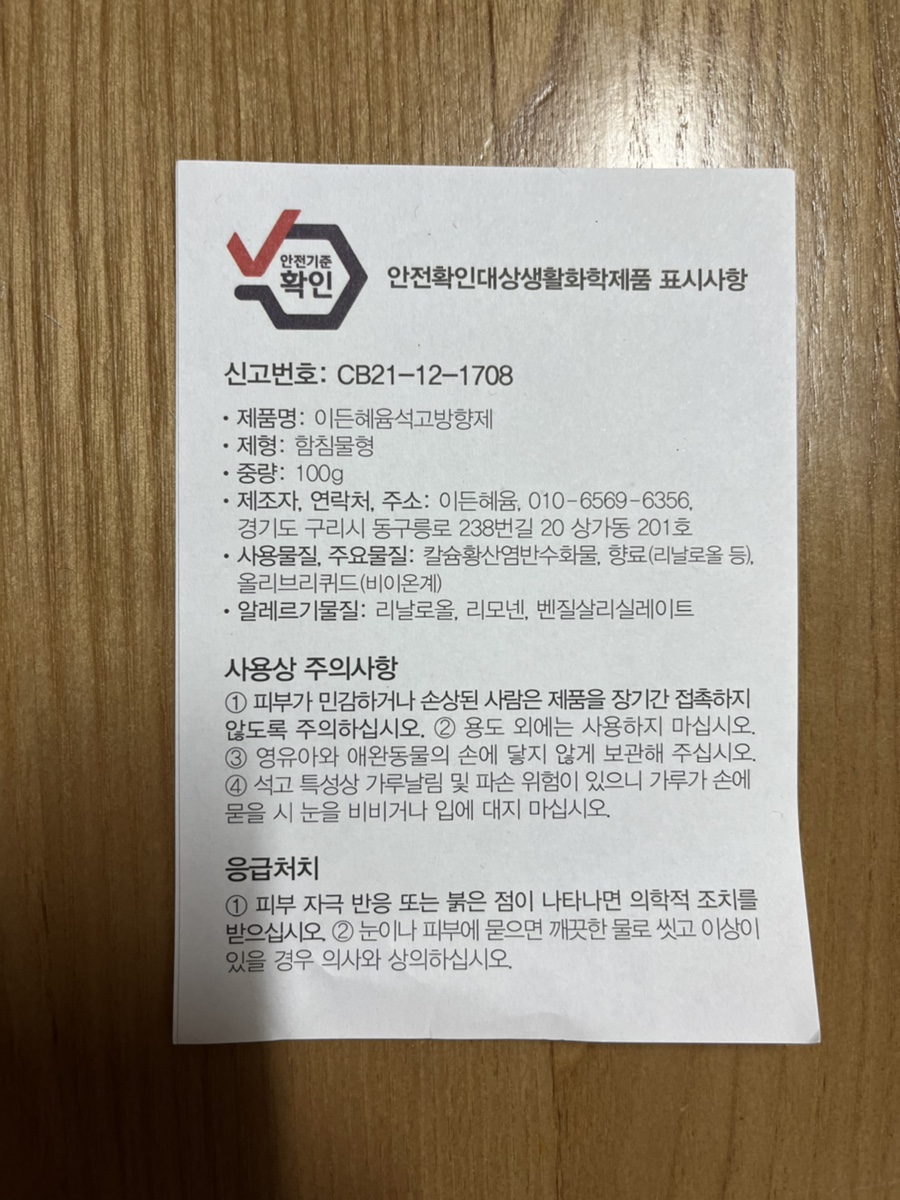 안전기준
확인
안전확인대상생활화학제품 표시사항
신고번호: CB21-12-1708
• 제품명: 이든혜윰석고방향제
• 제형: 함침물형
• 중량: 100g
• 제조자, 연락처, 주소: 이든혜윰, 010-6569-6356,
경기도 구리시 동구릉로 238번길 20 상가동 201호
• 사용물질, 주요물질: 칼슘황산염반수화물, 향료(리날로올 등),
올리브리퀴드(비이온계)
• 알레르기물질: 리날로올, 리모넨, 벤질살리실레이트
사용상 주의사항
① 피부가 민감하거나 손상된 사람은 제품을 장기간 접촉하지
않도록 주의하십시오. ② 용도 외에는 사용하지 마십시오.
③ 영유아와 애완동물의 손에 닿지 않게 보관해 주십시오.
④ 석고 특성상 가루날림 및 파손 위험이 있으니 가루가 손에
묻을 시 눈을 비비거나 입에 대지 마십시오.
응급처치
① 피부 자극 반응 또는 붉은 점이 나타나면 의학적 조치를
받으십시오. ② 눈이나 피부에 묻으면 깨끗한 물로 씻고 이상이
있을 경우 의사와 상의하십시오.